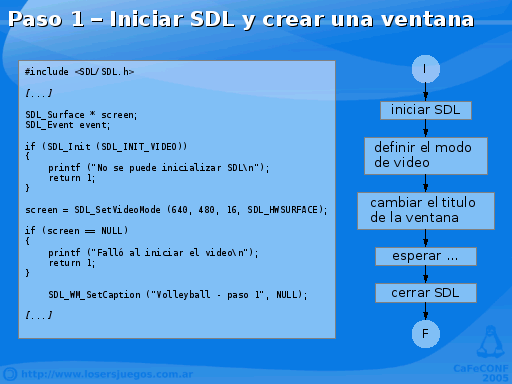 Paso 1 – Iniciar SDL y crear una ventana
#include <SDL/SDL.h>
[...]
SDL_Surface * screen;
SDL_Event event;
if (SDL_Init (SDL_INIT_VIDEO))
{
printf ("No se puede inicializar SDL\n");
return 1;
}
screen = SDL_SetVideoMode (640, 480, 16, SDL_HWSURFACE);
if (screen == NULL)
{
printf ("Falló al iniciar el video\n");
return 1;
}
SDL_WM_SetCaption ("Volleyball - paso 1", NULL);
[...]
I
iniciar SDL
definir el modo
de video
cambiar el titulo
de la ventana
esperar ...
cerrar SDL
F
http://www.losersjuegos.com.ar
CaFeCONF
2005